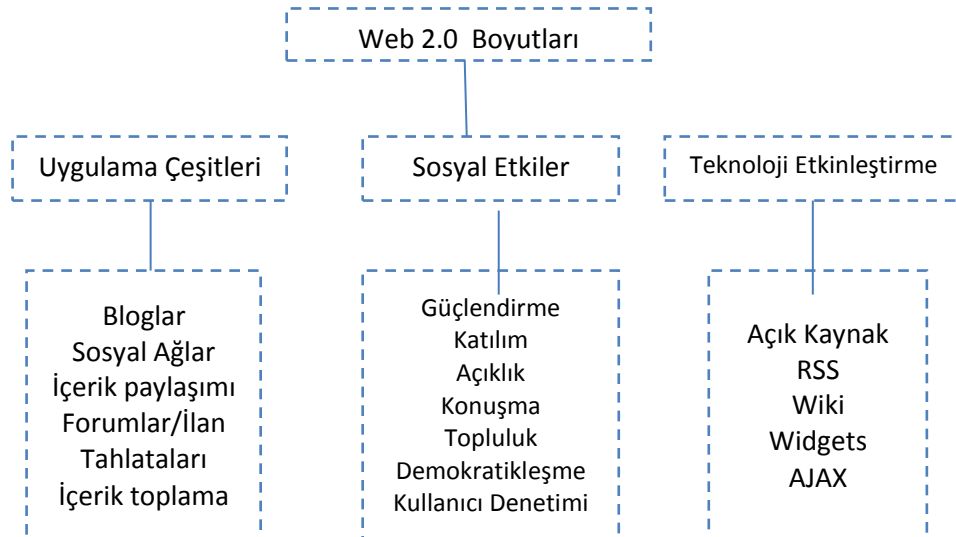 Web 2.0 Boyutları
Uygulama Çeşitleri
Sosyal Etkiler
Teknoloji Etkinleştirme
Bloglar
Sosyal Ağlar
İçerik paylaşımı
Forumlar/İlan
Tahlataları
İçerik toplama
Güçlendirme
Katılım
Açıklık
Konuşma
Topluluk
Demokratikleşme
Kullanıcı Denetimi
Açık Kaynak
RSS
Wiki
Widgets
AJAX